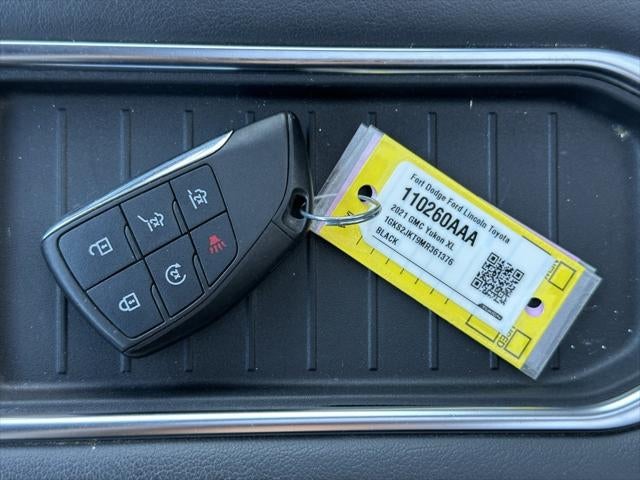 Fort Dodge Ford Lincoln Toyota
110260AAA
2021 GMC Yukon XL
1GKS2JKT9MR361376
BLACK